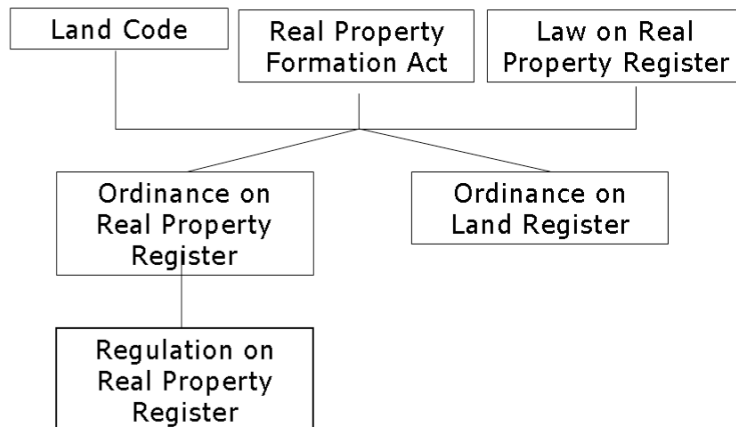 Land Code
Real Property
Formation Act
Law on Real
Property Register
Ordinance on
Real Property
Register
Ordinance on
Land Register
Regulation on
Real Property
Register